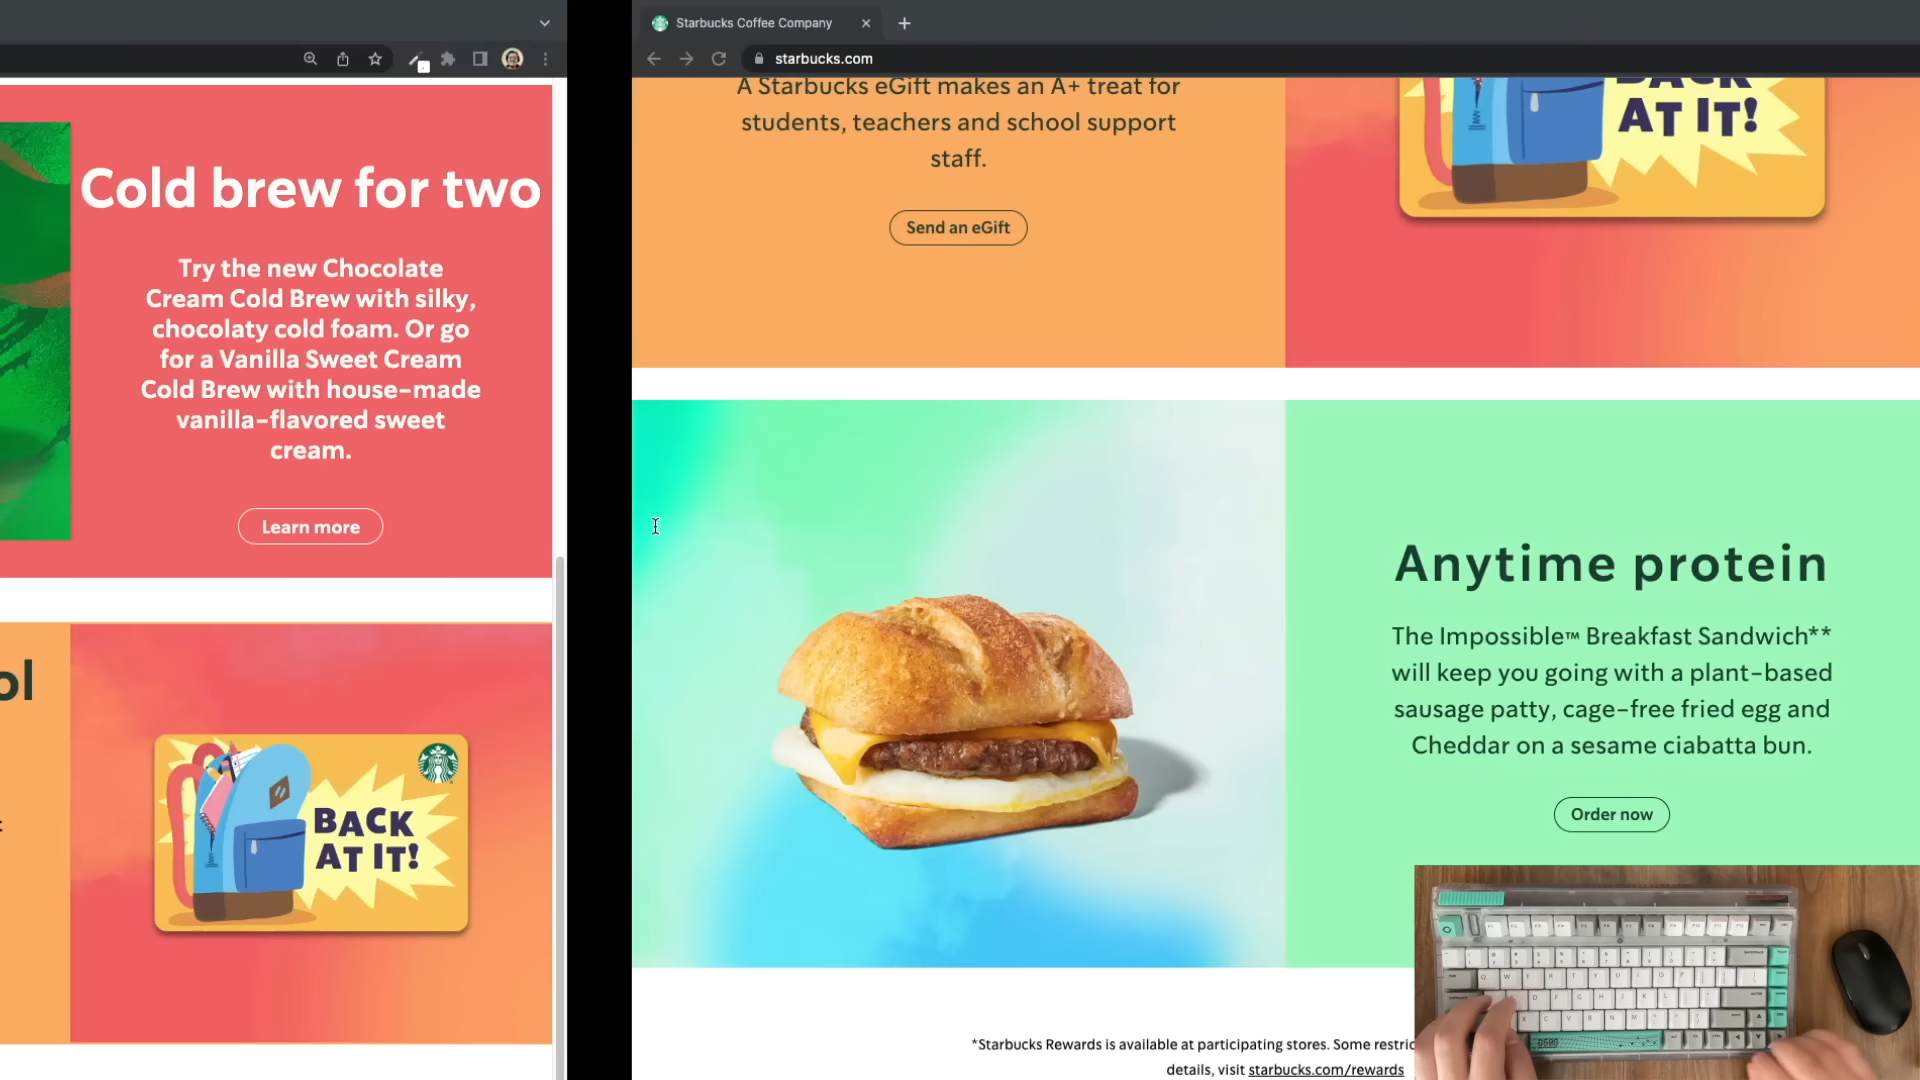 Cold brew for two
Try the new Chocolate
Cream Cold Brew with silky,
chocolaty cold foam. Or go
for a Vanilla Sweet Cream
Cold Brew with house-made
vanilla-flavored sweet
cream.
Learn more
ol
BACK
AT IT!
Starbucks Coffee Company
starbucks.com
A Starbucks eGift makes an A+ treat for
students, teachers and school support
staff.
Send an eGift
BACK
AT IT!
Anytime protein
The Impossible™ Breakfast Sandwich**
will keep you going with a plant-based
sausage patty, cage-free fried egg and
Cheddar on a sesame ciabatta bun.
Order now
*Starbucks Rewards is available at participating stores. Some restric
details, visit starbucks.com/rewards